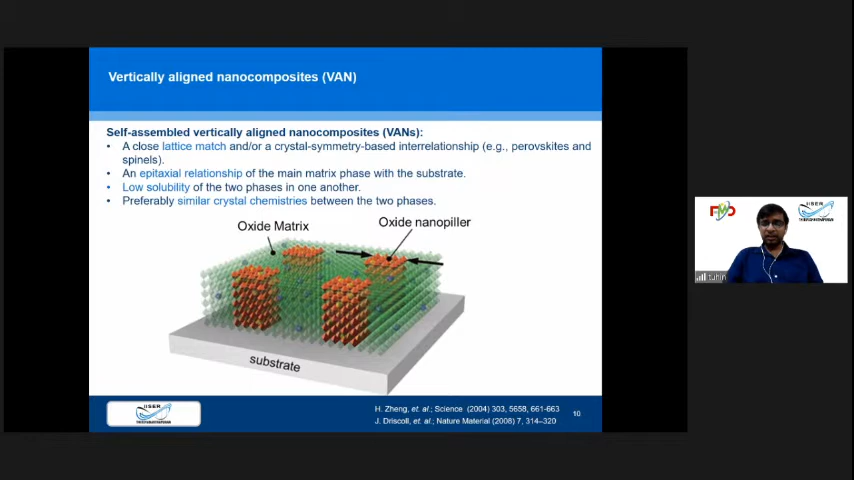 Vertically aligned nanocomposites (VAN)
Self-assembled vertically aligned nanocomposites (VANs):
• A close lattice match and/or a crystal-symmetry-based interrelationship (e.g., perovskites and
spinels).
• An epitaxial relationship of the main matrix phase with the substrate.
• Low solubility of the two phases in one another.
• Preferably similar crystal chemistries between the two phases.
Oxide Matrix
Oxide nanopiller
substrate
IISER
H. Zheng, et. al.; Science (2004) 303, 5658, 661-663
J. Driscoll, et. al.; Nature Material (2008) 7, 314–320
10
IISER
tuhin